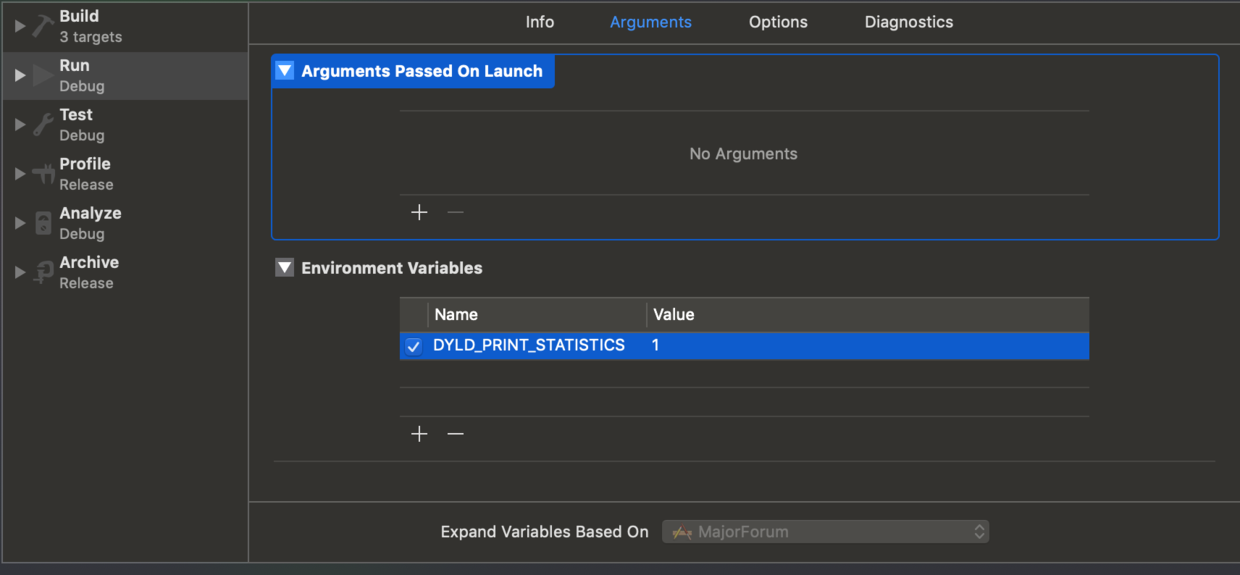 Build
3 targets
Run
Debug
Test
Debug
Profile
Release
Analyze
Debug
Archive
Release
Info Arguments Options Diagnostics
Arguments Passed On Launch
No Arguments
Environment Variables
Name Value
DYLD_PRINT_STATISTICS 1
Expand Variables Based On MajorForum